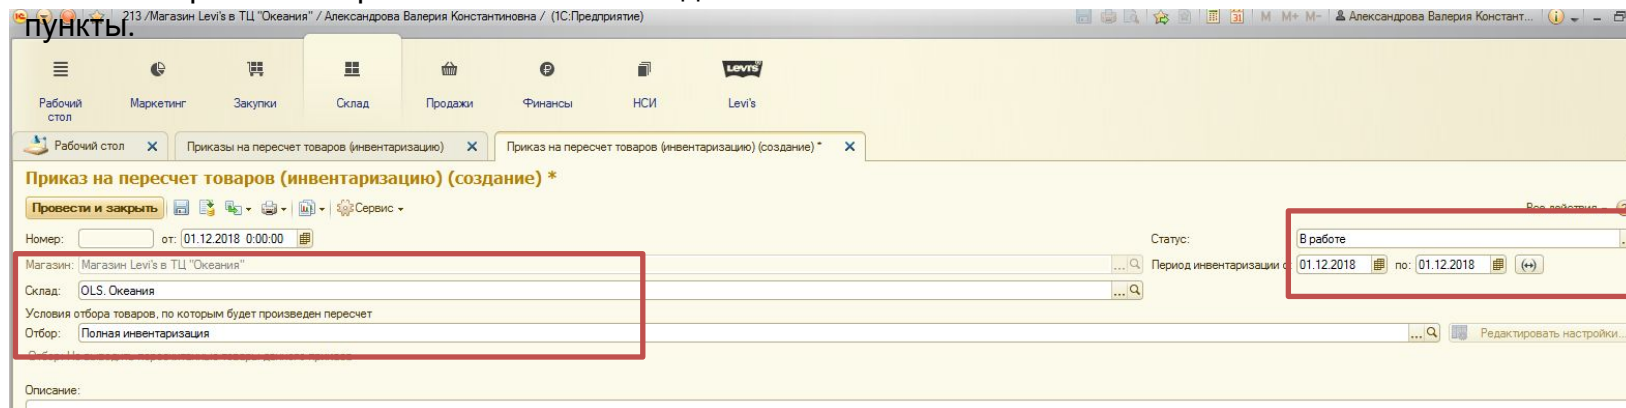 213 /Магазин Levi's в ТЦ "Океания" / Александрова Валерия Константиновна / (1С:Предприятие)
M M+ M- Александрова Валерия Констант...
пункты.
Рабочий стол Маркетинг Закупки Склад Продажи Финансы НСИ Levi's
Levi's
Рабочий стол Приказы на пересчет товаров (инвентаризацию) Приказ на пересчет товаров (инвентаризацию) (создание) *
Приказ на пересчет товаров (инвентаризацию) (создание) *
Провести и закрыть Сервис
Номер: от: 01.12.2018 0:00:00 Статус: В работе
Магазин: Магазин Levi's в ТЦ "Океания" Период инвентаризации с 01.12.2018 по: 01.12.2018
Склад: OLS. Океания
Условия отбора товаров, по которым будет произведен пересчет
Отбор: Полная инвентаризация Редактировать настройки...
Описание: